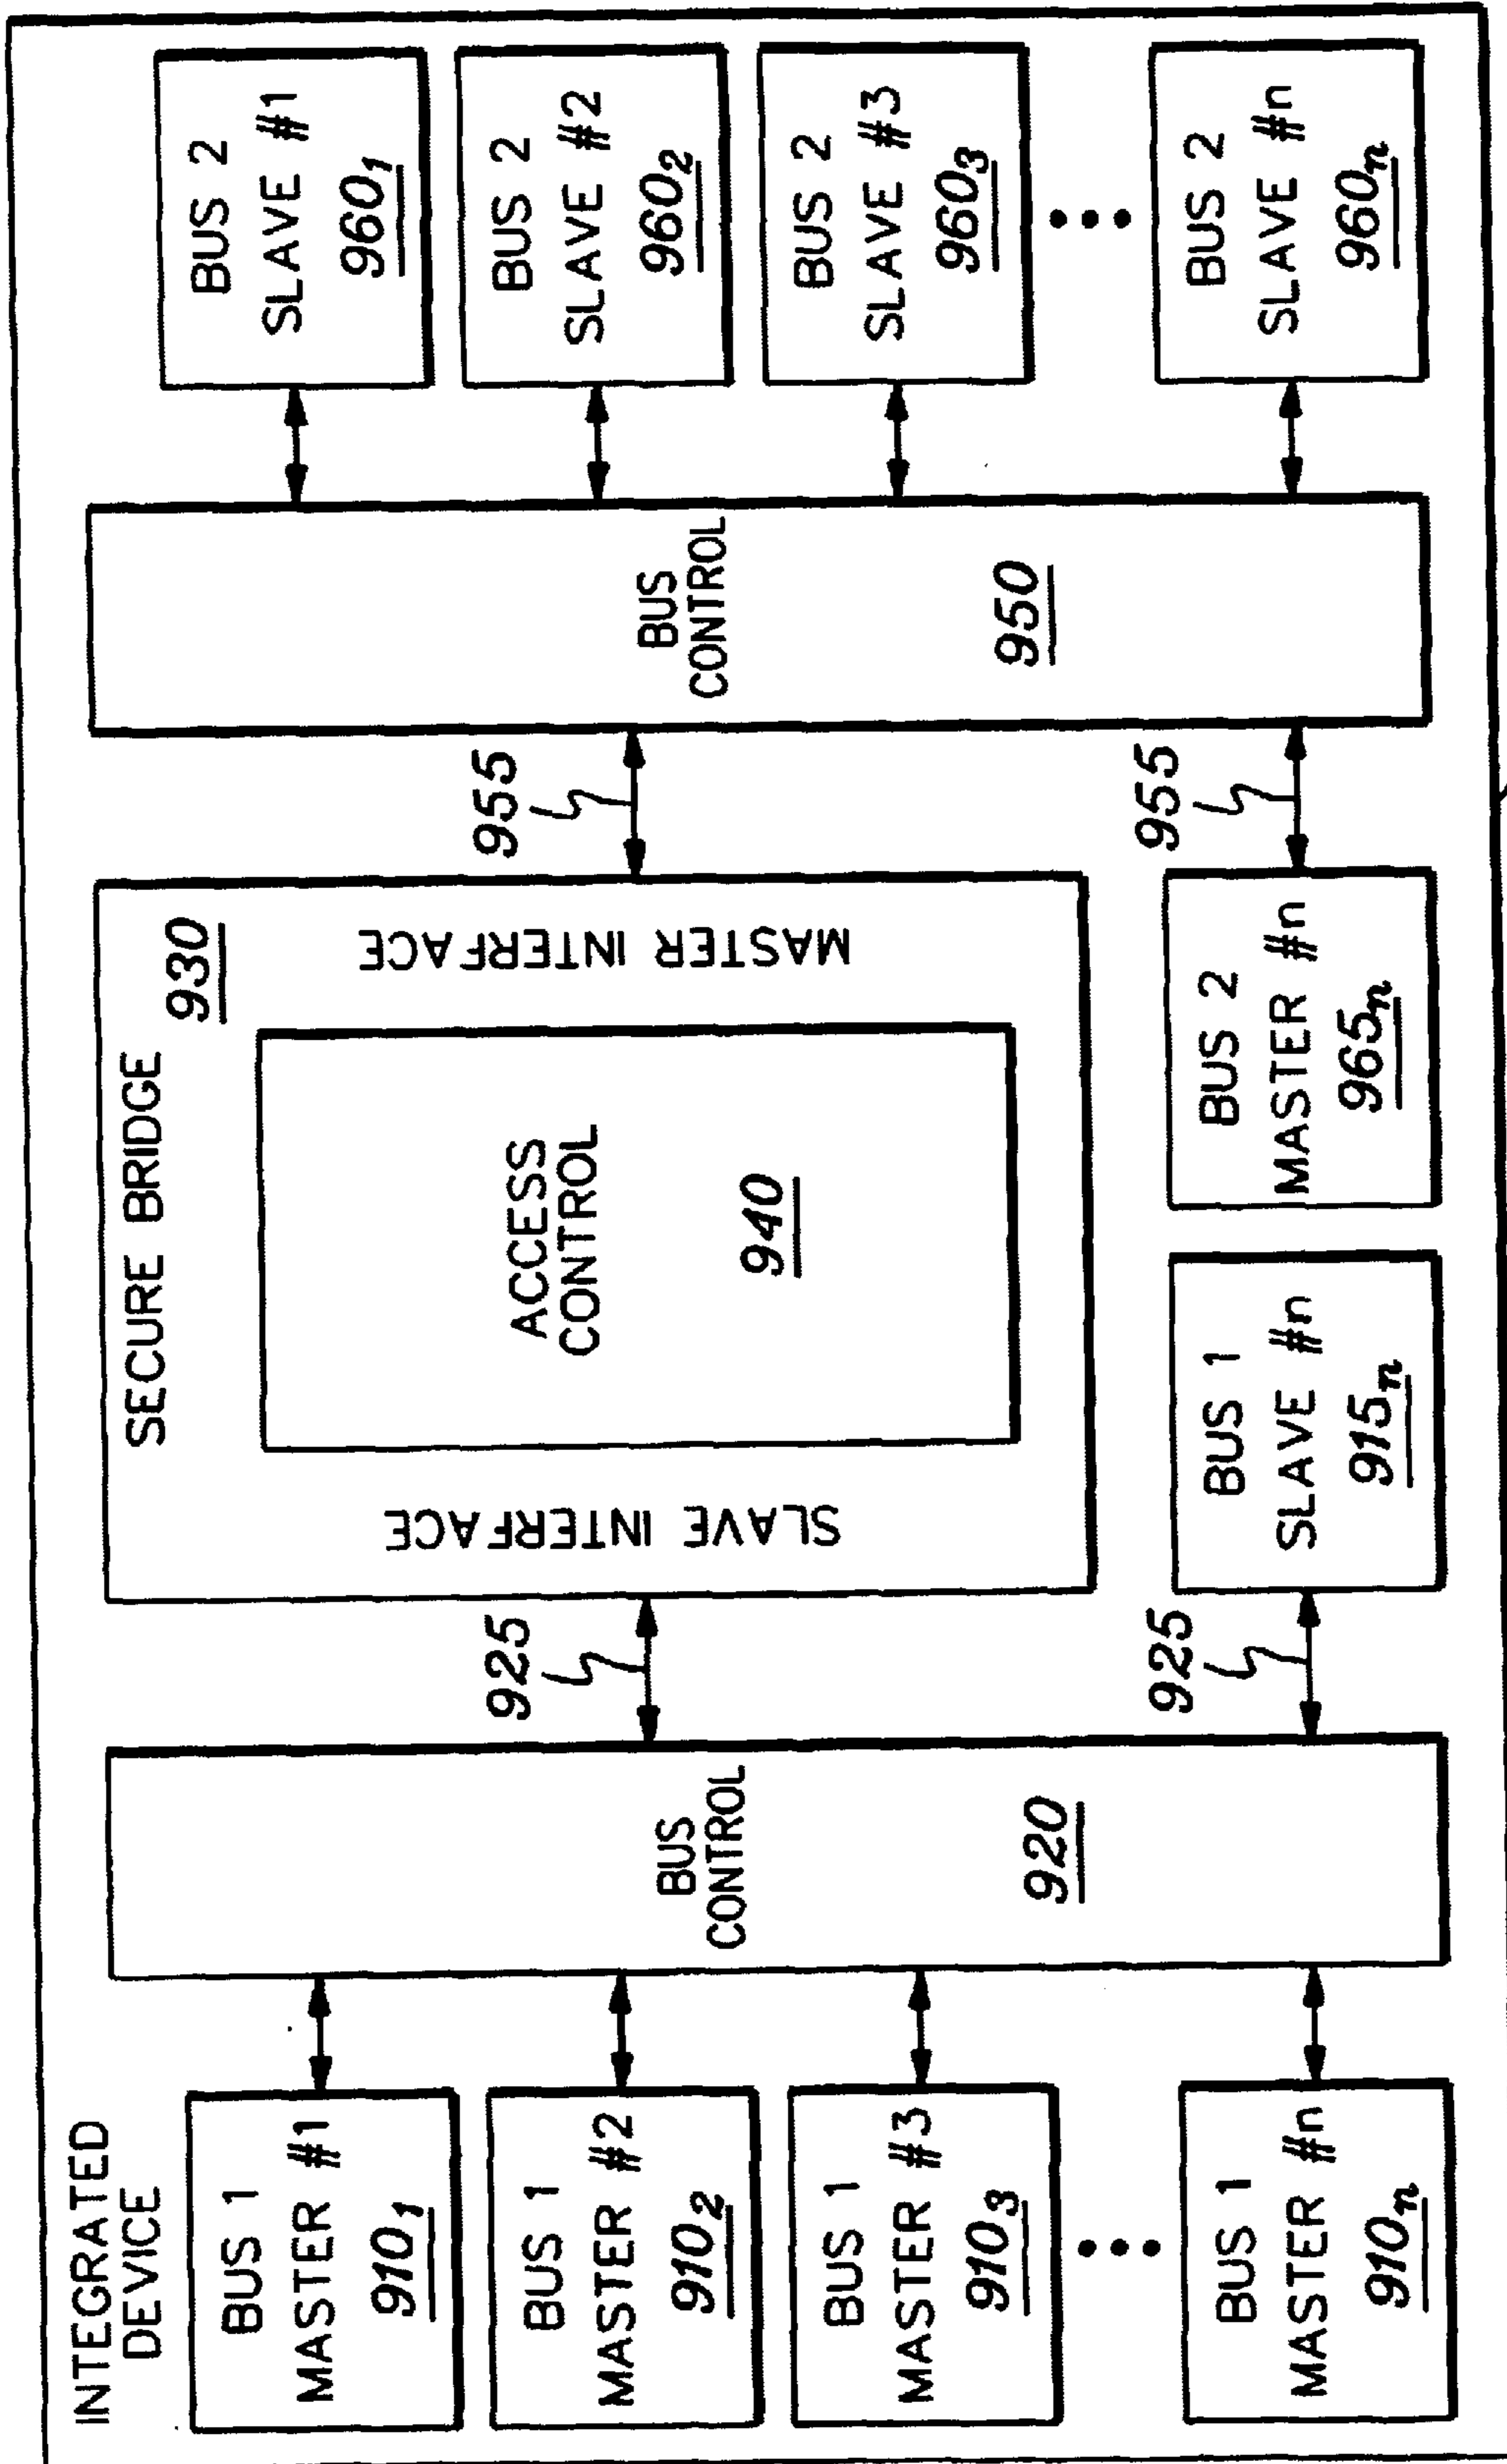 INTEGRATED
DEVICE
BUS 1
MASTER #1
910₁
BUS 1
MASTER #2
910₂
BUS 1
MASTER #3
910₃
BUS 1
MASTER #n
910ₙ
BUS
CONTROL
920
925
925
SECURE BRIDGE
930
SLAVE INTERFACE
ACCESS
CONTROL
940
MASTER INTERFACE
BUS 1
SLAVE #n
915ₙ
BUS 2
MASTER #n
965ₙ
955
955
BUS
CONTROL
950
BUS 2
SLAVE #1
960₁
BUS 2
SLAVE #2
960₂
BUS 2
SLAVE #3
960₃
BUS 2
SLAVE #n
960ₙ